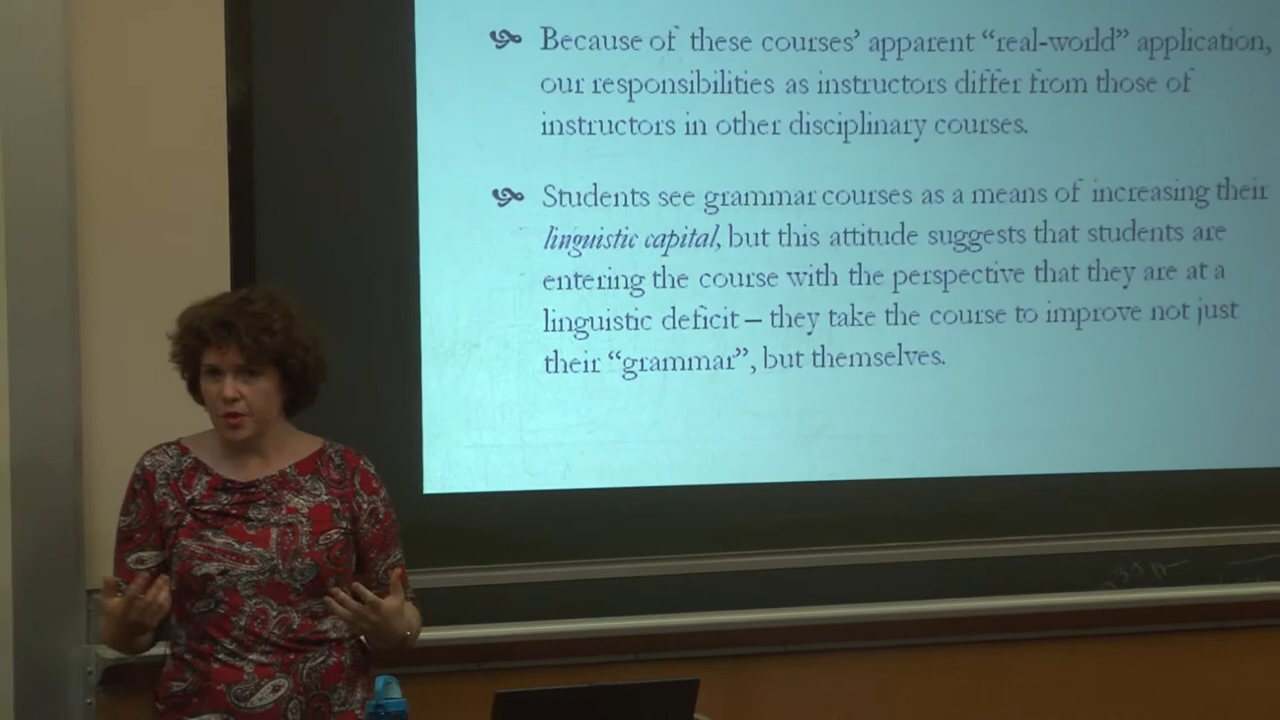 Because of these courses' apparent "real-world" application,
our responsibilities as instructors differ from those of
instructors in other disciplinary courses.
Students see grammar courses as a means of increasing their
linguistic capital, but this attitude suggests that students are
entering the course with the perspective that they are at a
linguistic deficit – they take the course to improve not just
their "grammar", but themselves.